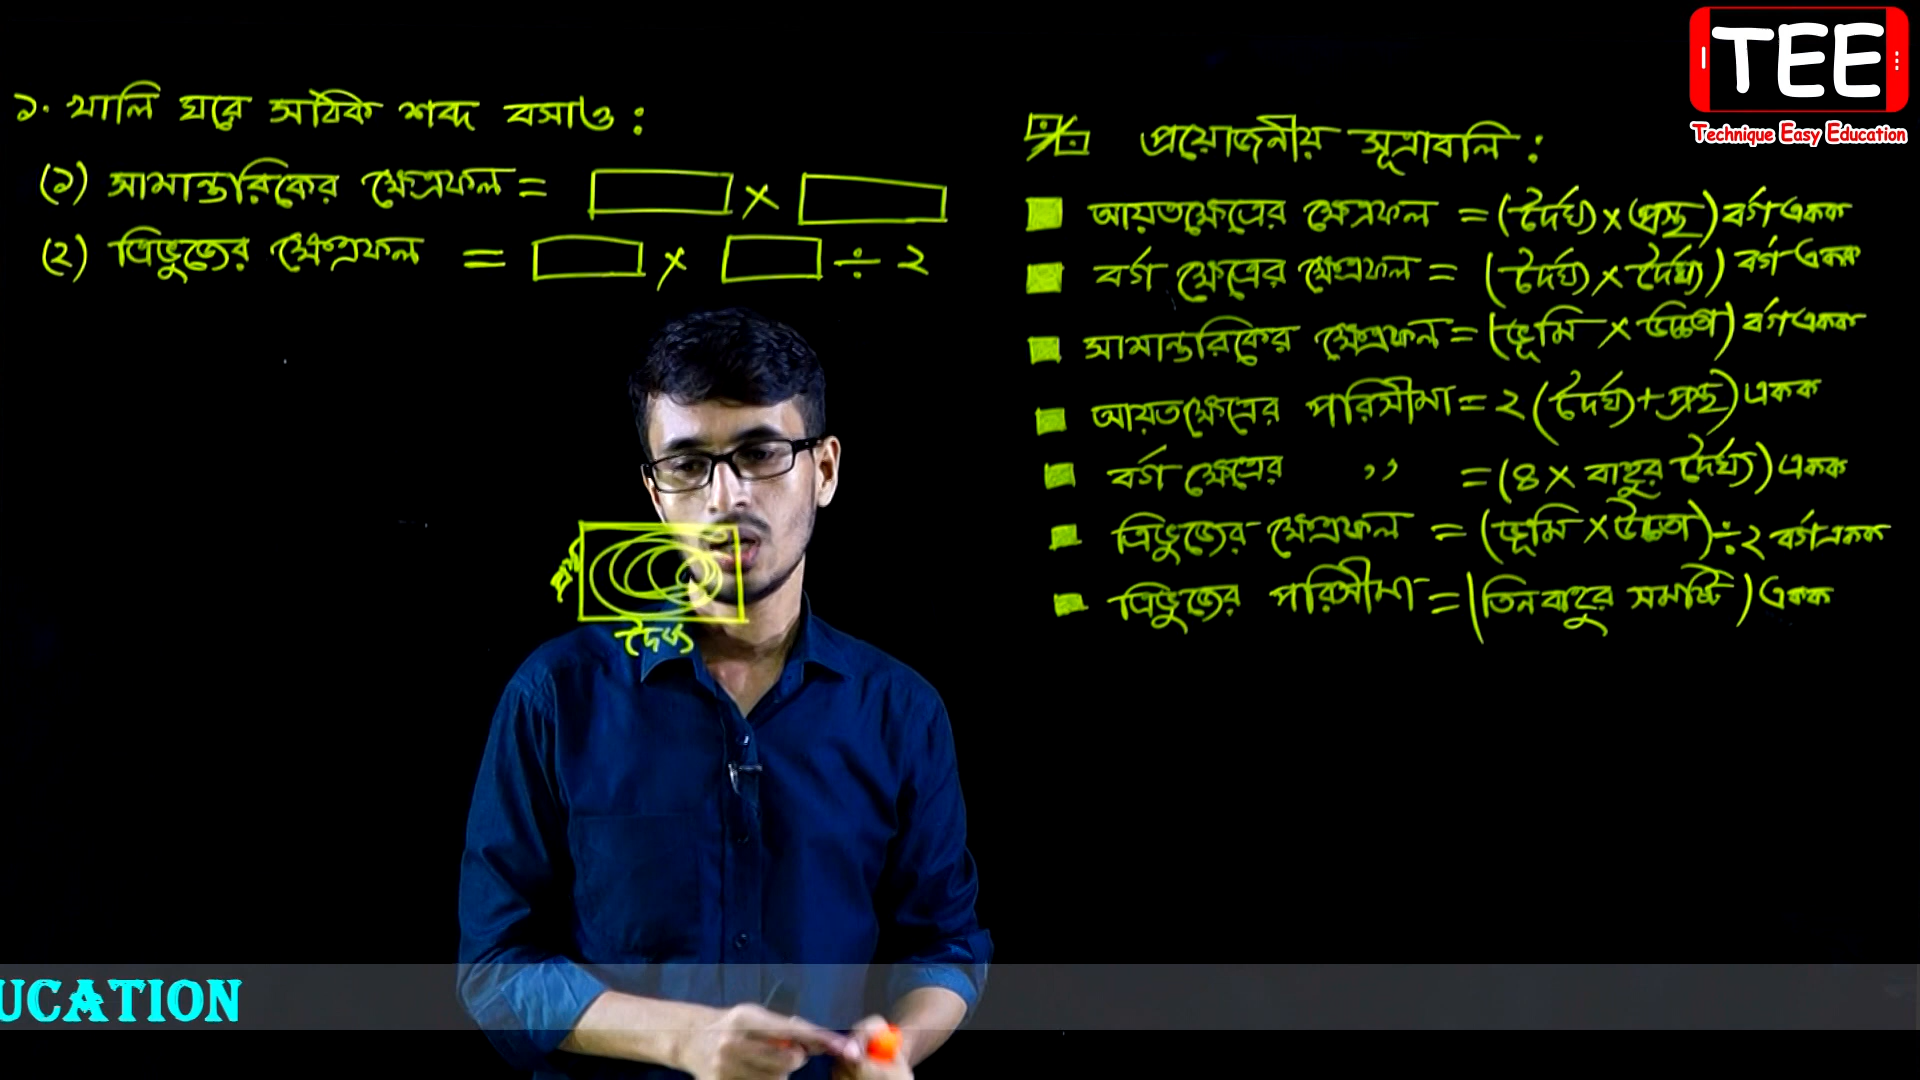 TEE
Technique Easy Education
১. খালি ঘরে সঠিক শব্দ বসাও :
(১) সামান্তরিকের ক্ষেত্রফল = ☐ × ☐
(২) ত্রিভুজের ক্ষেত্রফল = ☐ × ☐ ÷ ২
প্রস্থ
দৈর্ঘ্য
প্রয়োজনীয় সূত্রাবলি :
■ আয়তক্ষেত্রের ক্ষেত্রফল = (দৈর্ঘ্য × প্রস্থ) বর্গ একক
■ বর্গ ক্ষেত্রের ক্ষেত্রফল = (দৈর্ঘ্য × দৈর্ঘ্য) বর্গ একক
■ সামান্তরিকের ক্ষেত্রফল = (ভূমি × উচ্চতা) বর্গ একক
■ আয়তক্ষেত্রের পরিসীমা = ২ (দৈর্ঘ্য + প্রস্থ) একক
■ বর্গ ক্ষেত্রের ,, = (৪ × বাহুর দৈর্ঘ্য) একক
■ ত্রিভুজের ক্ষেত্রফল = (ভূমি × উচ্চতা) ÷ ২ বর্গ একক
■ ত্রিভুজের পরিসীমা = (তিন বাহুর সমষ্টি) একক
UCATION